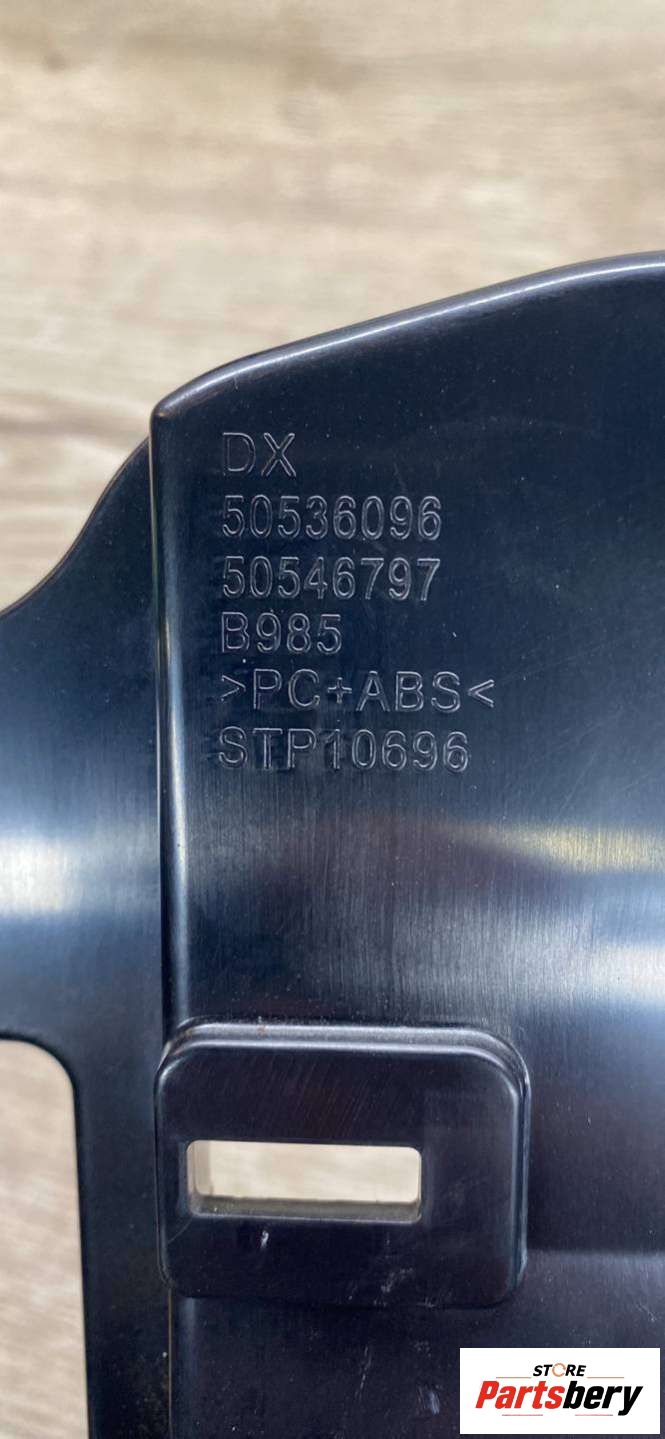 DX
50536096
50546797
B985
>PC+ABS<
STP10696
STORE
Partsbery